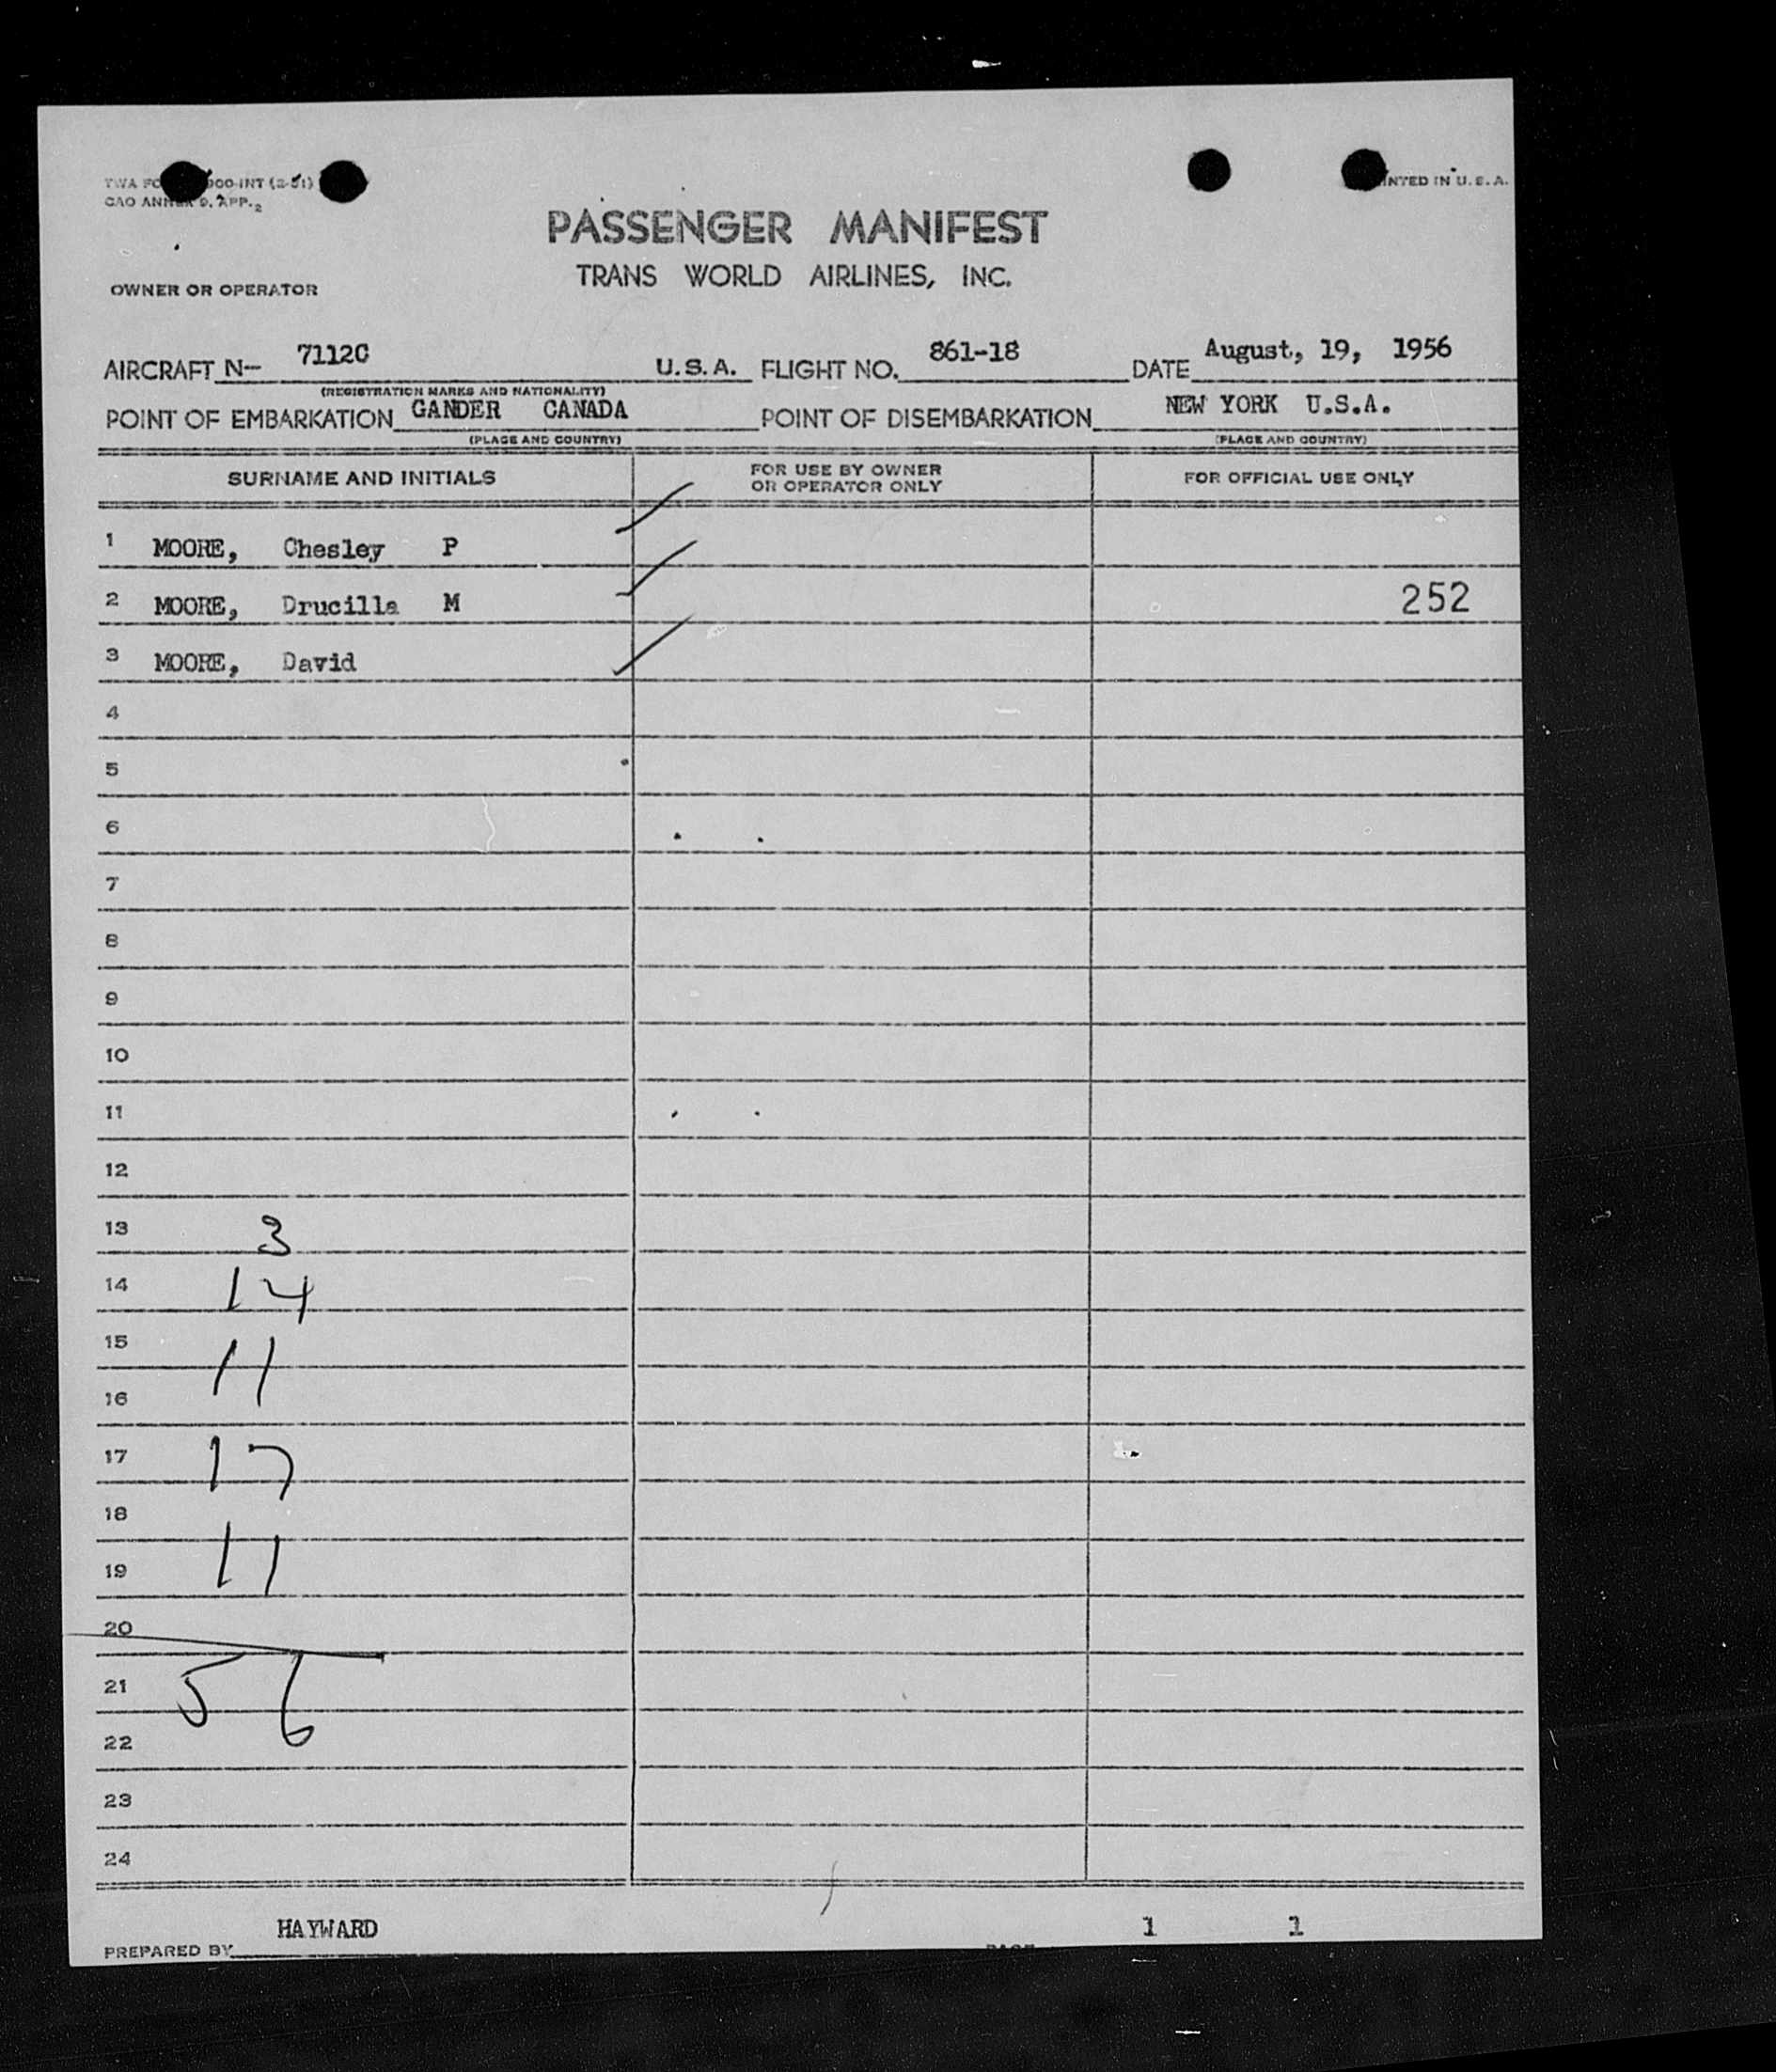 TWA FO 900-INT (2-51)
CAO ANNEX 9, APP. 2
NTED IN U.S.A.
PASSENGER MANIFEST
TRANS WORLD AIRLINES, INC.
OWNER OR OPERATOR
AIRCRAFT N- 7112C U.S.A. FLIGHT NO. 861-18 DATE August, 19, 1956
(REGISTRATION MARKS AND NATIONALITY)
POINT OF EMBARKATION GANDER CANADA POINT OF DISEMBARKATION NEW YORK U.S.A.
(PLACE AND COUNTRY) (PLACE AND COUNTRY)
SURNAME AND INITIALS FOR USE BY OWNER OR OPERATOR ONLY FOR OFFICIAL USE ONLY
1 MOORE, Chesley P
2 MOORE, Drucilla M 252
3 MOORE, David
4
5
6
7
8
9
10
11
12
13 3
14 14
15 11
16
17 17
18
19 11
20
21 56
22
23
24
HAYWARD 1 1
PREPARED BY